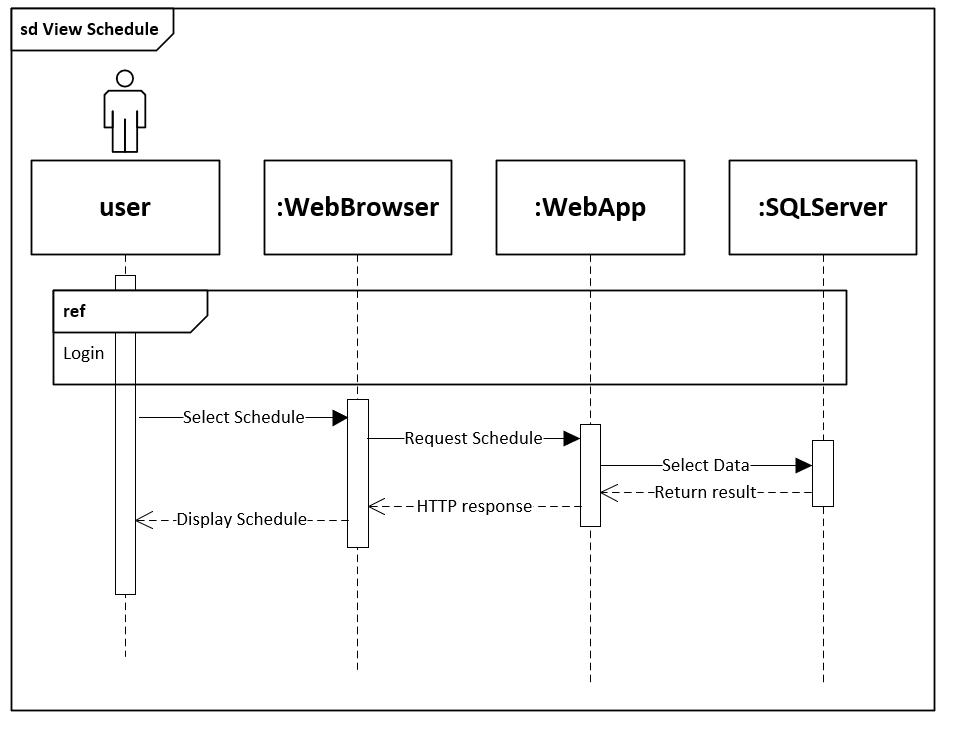 sd View Schedule
user
:WebBrowser
:WebApp
:SQLServer
ref
Login
Select Schedule
Request Schedule
Select Data
Return result
HTTP response
Display Schedule